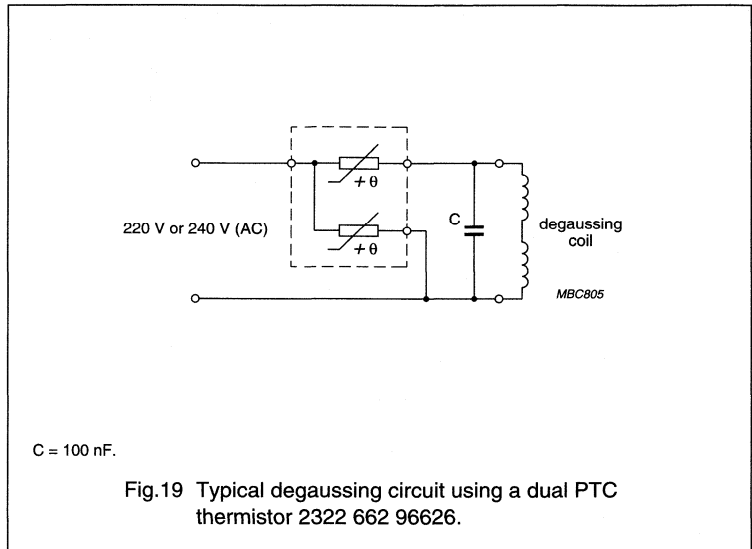 + θ
220 V or 240 V (AC)
+ θ
C
degaussing
coil
MBC805
C = 100 nF.
Fig.19 Typical degaussing circuit using a dual PTC
thermistor 2322 662 96626.